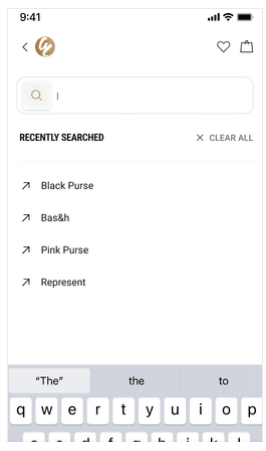 9:41
RECENTLY SEARCHED
CLEAR ALL
Black Purse
Bas&h
Pink Purse
Represent
"The" the to
q w e r t y u i o p